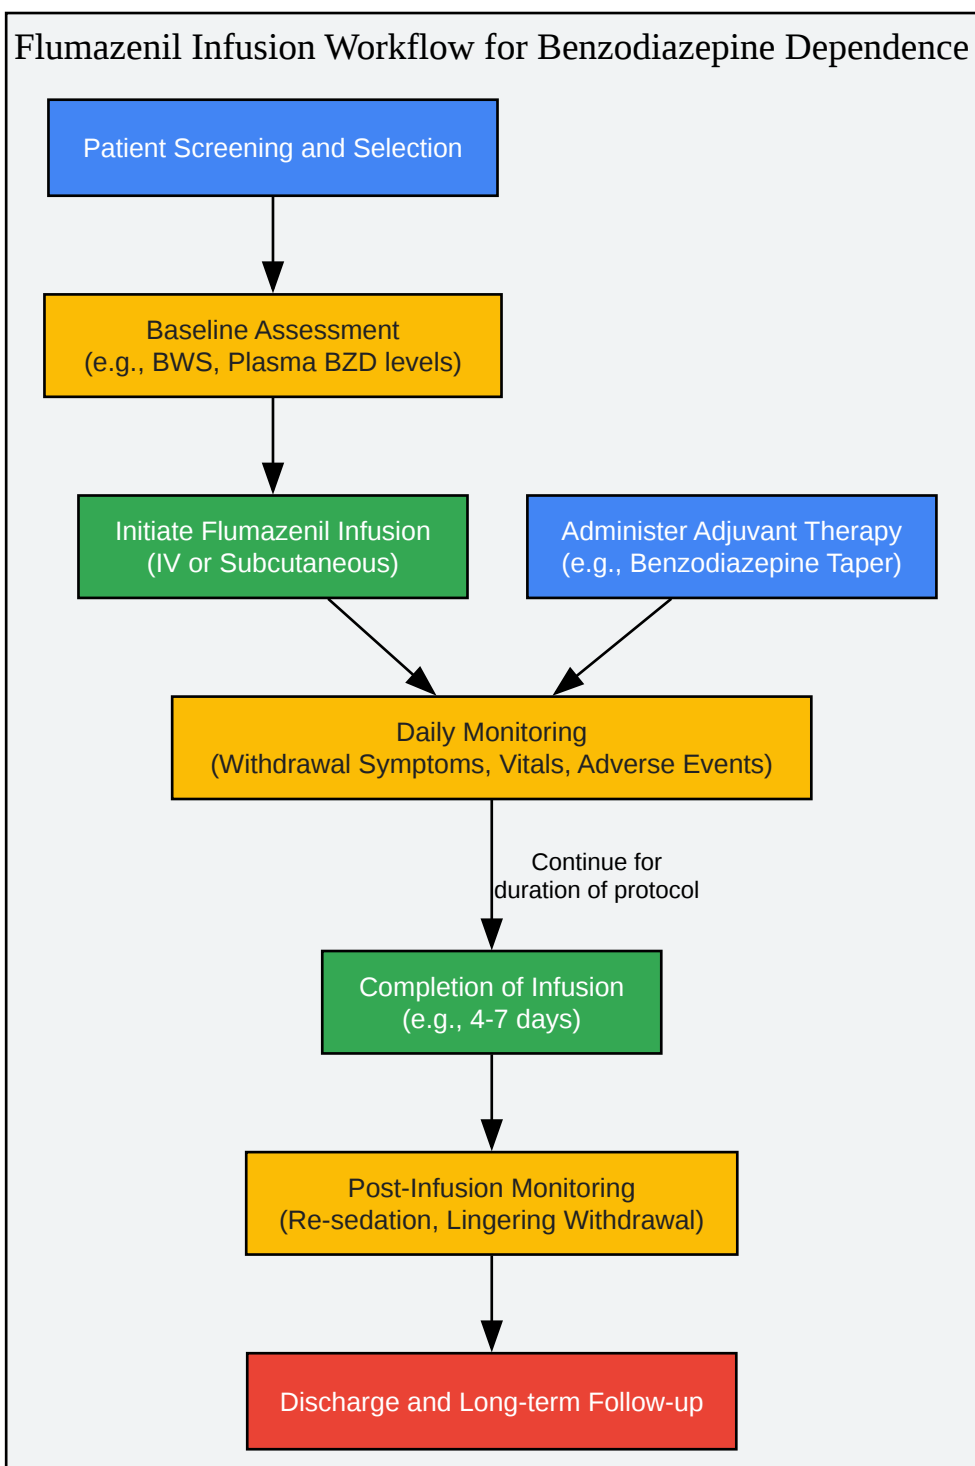 Flumazenil Infusion Workflow for Benzodiazepine Dependence
Patient Screening and Selection
Baseline Assessment
(e.g., BWS, Plasma BZD levels)
Initiate Flumazenil Infusion
(IV or Subcutaneous)
Administer Adjuvant Therapy
(e.g., Benzodiazepine Taper)
Daily Monitoring
(Withdrawal Symptoms, Vitals, Adverse Events)
Continue for
duration of protocol
Completion of Infusion
(e.g., 4-7 days)
Post-Infusion Monitoring
(Re-sedation, Lingering Withdrawal)
Discharge and Long-term Follow-up